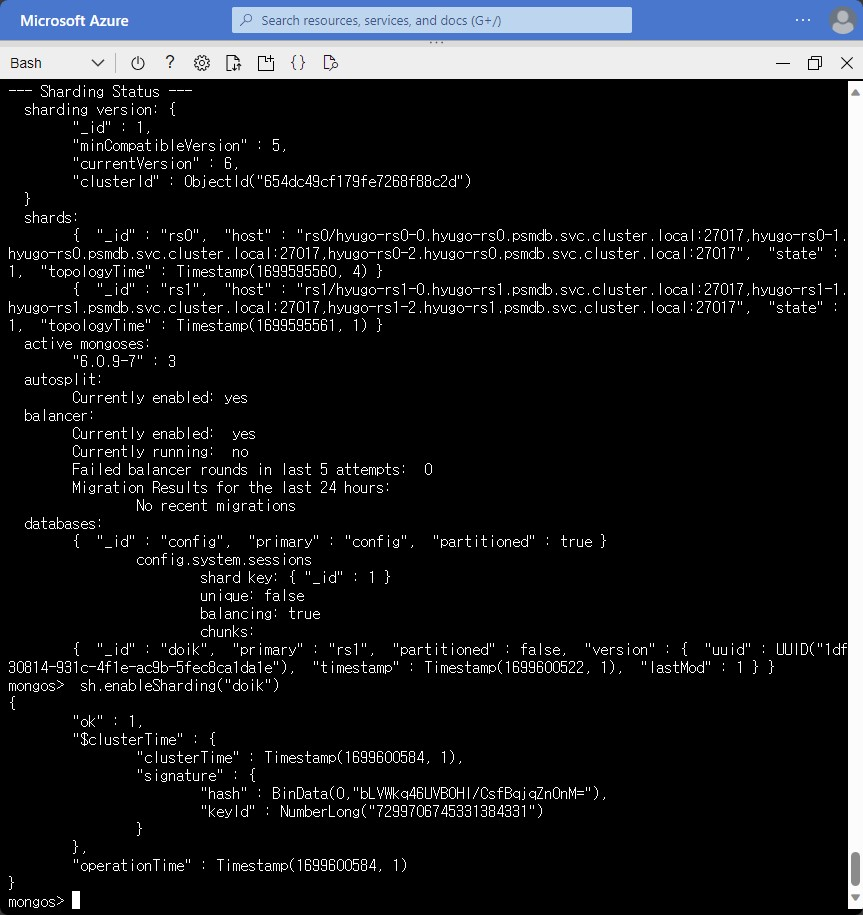 Microsoft Azure
Search resources, services, and docs (G+/)
Bash
--- Sharding Status ---
sharding version: {
"_id" : 1,
"minCompatibleVersion" : 5,
"currentVersion" : 6,
"clusterId" : ObjectId("654dc49cf179fe7268f88c2d")
}
shards:
{ "_id" : "rs0", "host" : "rs0/hyugo-rs0-0.hyugo-rs0.psmdb.svc.cluster.local:27017,hyugo-rs0-1.
hyugo-rs0.psmdb.svc.cluster.local:27017,hyugo-rs0-2.hyugo-rs0.psmdb.svc.cluster.local:27017", "state" :
1, "topologyTime" : Timestamp(1699595560, 4) }
{ "_id" : "rs1", "host" : "rs1/hyugo-rs1-0.hyugo-rs1.psmdb.svc.cluster.local:27017,hyugo-rs1-1.
hyugo-rs1.psmdb.svc.cluster.local:27017,hyugo-rs1-2.hyugo-rs1.psmdb.svc.cluster.local:27017", "state" :
1, "topologyTime" : Timestamp(1699595561, 1) }
active mongoses:
"6.0.9-7" : 3
autosplit:
Currently enabled: yes
balancer:
Currently enabled: yes
Currently running: no
Failed balancer rounds in last 5 attempts: 0
Migration Results for the last 24 hours:
No recent migrations
databases:
{ "_id" : "config", "primary" : "config", "partitioned" : true }
config.system.sessions
shard key: { "_id" : 1 }
unique: false
balancing: true
chunks:
{ "_id" : "doik", "primary" : "rs1", "partitioned" : false, "version" : { "uuid" : UUID("1df
30814-931c-4f1e-ac9b-5fec8ca1da1e"), "timestamp" : Timestamp(1699600522, 1), "lastMod" : 1 } }
mongos> sh.enableSharding("doik")
{
"ok" : 1,
"$clusterTime" : {
"clusterTime" : Timestamp(1699600584, 1),
"signature" : {
"hash" : BinData(0,"bLVWkq46UVBOHI/CsfBqjqZnOnM="),
"keyId" : NumberLong("7299706745331384331")
}
},
"operationTime" : Timestamp(1699600584, 1)
}
mongos>